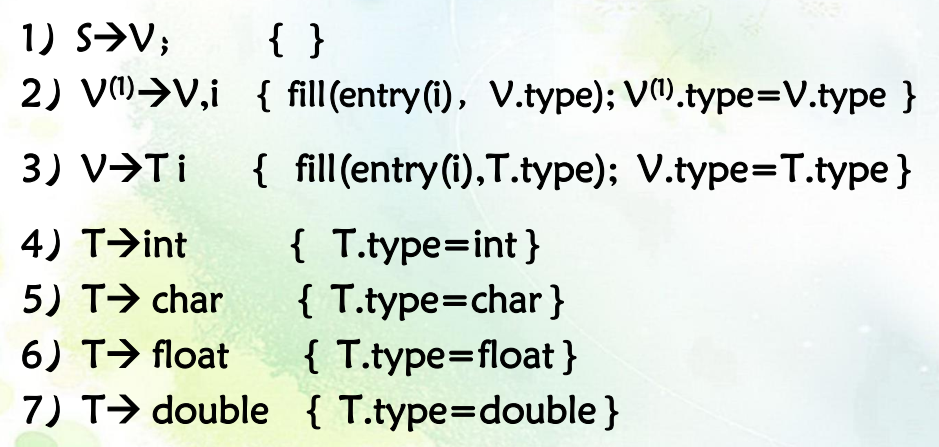 1）S→V； { }
2）V⁽¹⁾→V,i { fill(entry(i)，V.type); V⁽¹⁾.type=V.type }
3）V→T i { fill(entry(i),T.type); V.type=T.type }
4）T→int { T.type=int }
5）T→ char { T.type=char }
6）T→ float { T.type=float }
7）T→ double { T.type=double }